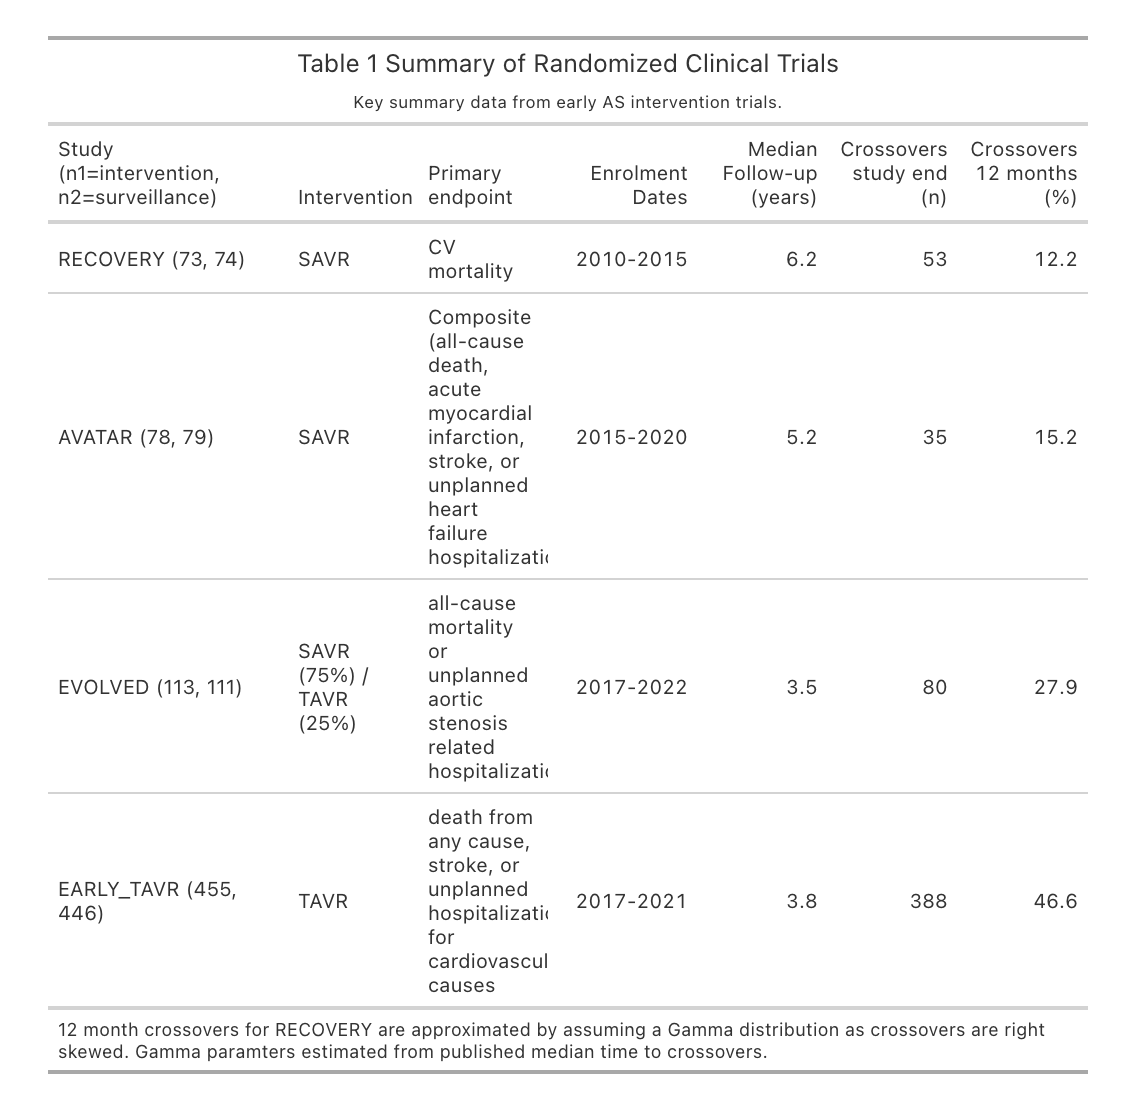 Table 1 Summary of Randomized Clinical Trials
Key summary data from early AS intervention trials.
Study
(n1=intervention,
n2=surveillance)
Intervention
Primary
endpoint
Enrolment
Dates
Median
Follow-up
(years)
Crossovers
study end
(n)
Crossovers
12 months
(%)
RECOVERY (73, 74)
SAVR
CV
mortality
2010-2015
6.2
53
12.2
AVATAR (78, 79)
SAVR
Composite
(all-cause
death,
acute
myocardial
infarction,
stroke, or
unplanned
heart
failure
hospitalizatio
2015-2020
5.2
35
15.2
EVOLVED (113, 111)
SAVR
(75%) /
TAVR
(25%)
all-cause
mortality
or
unplanned
aortic
stenosis
related
hospitalizatio
2017-2022
3.5
80
27.9
EARLY_TAVR (455,
446)
TAVR
death from
any cause,
stroke, or
unplanned
hospitalizatio
for
cardiovascul
causes
2017-2021
3.8
388
46.6
12 month crossovers for RECOVERY are approximated by assuming a Gamma distribution as crossovers are right
skewed. Gamma paramters estimated from published median time to crossovers.